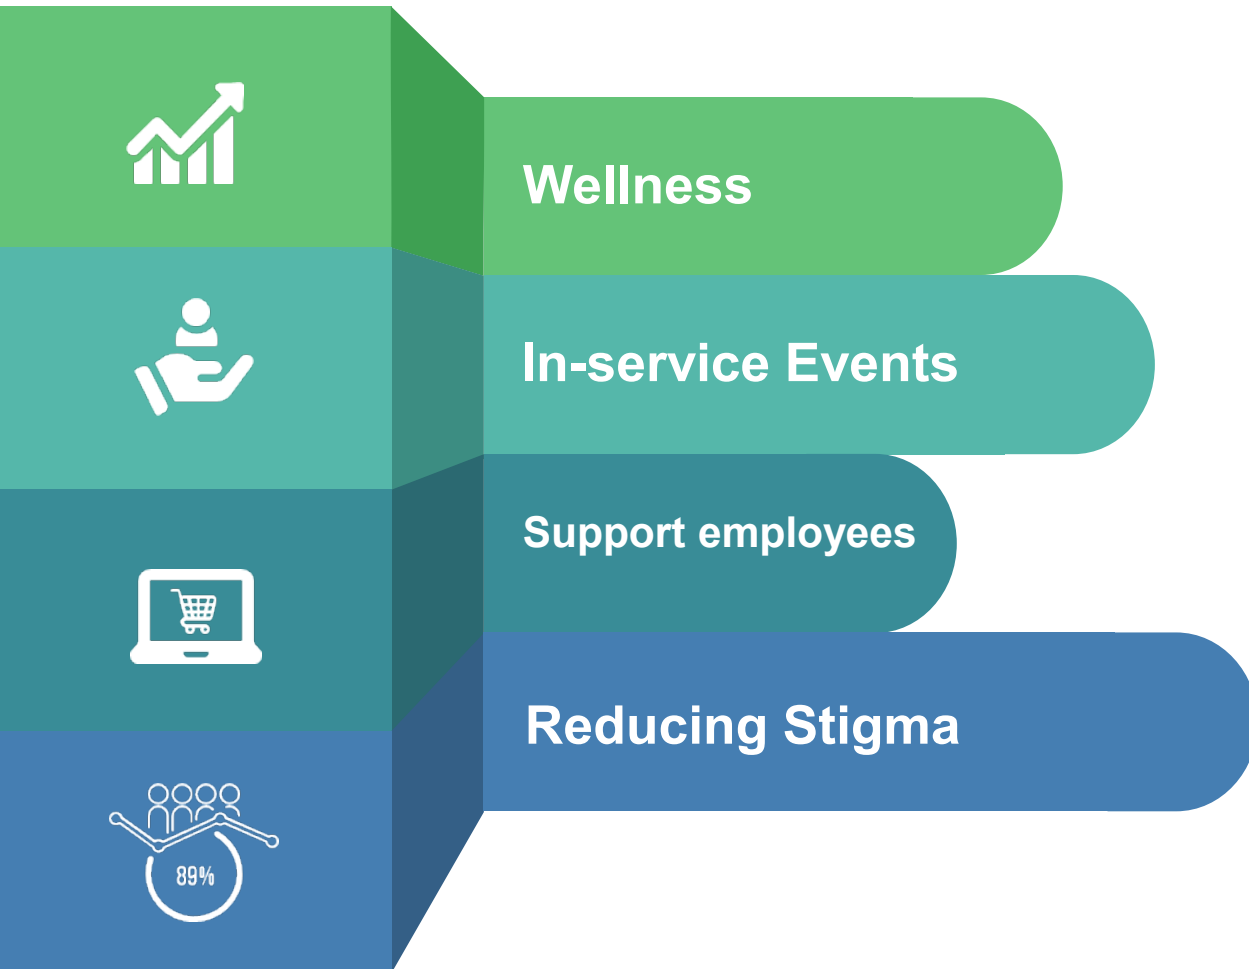 Wellness
In-service Events
Support employees
Reducing Stigma
89%